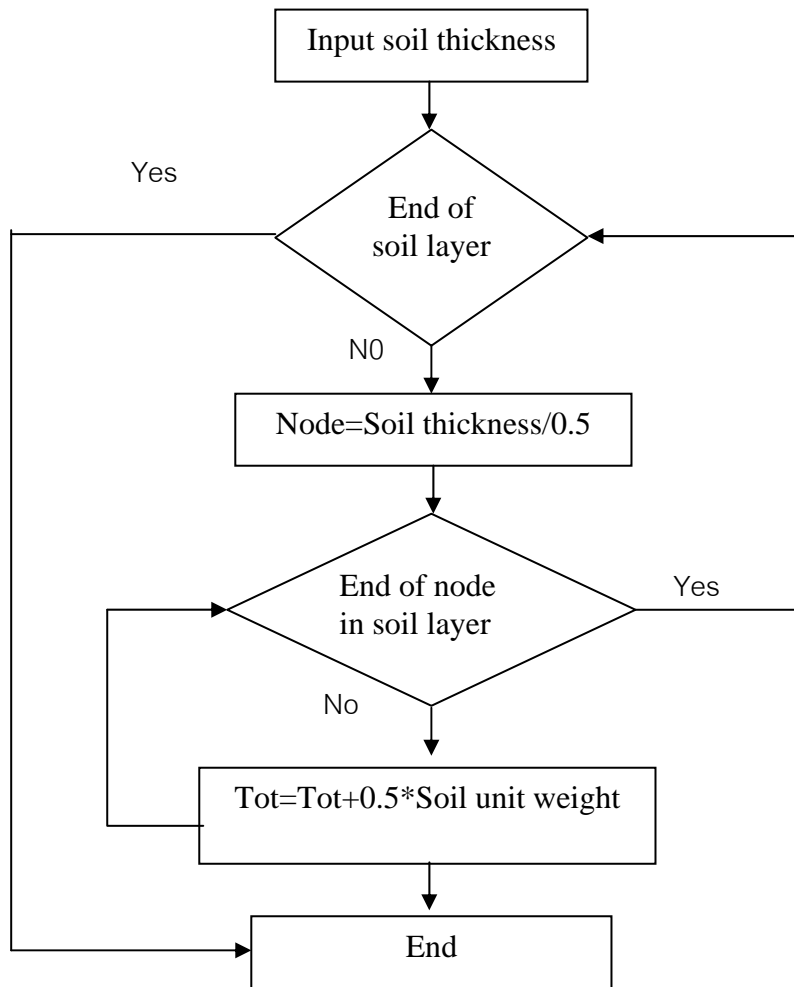 Input soil thickness
Yes
End of
soil layer
N0
Node=Soil thickness/0.5
End of node
in soil layer
Yes
No
Tot=Tot+0.5*Soil unit weight
End